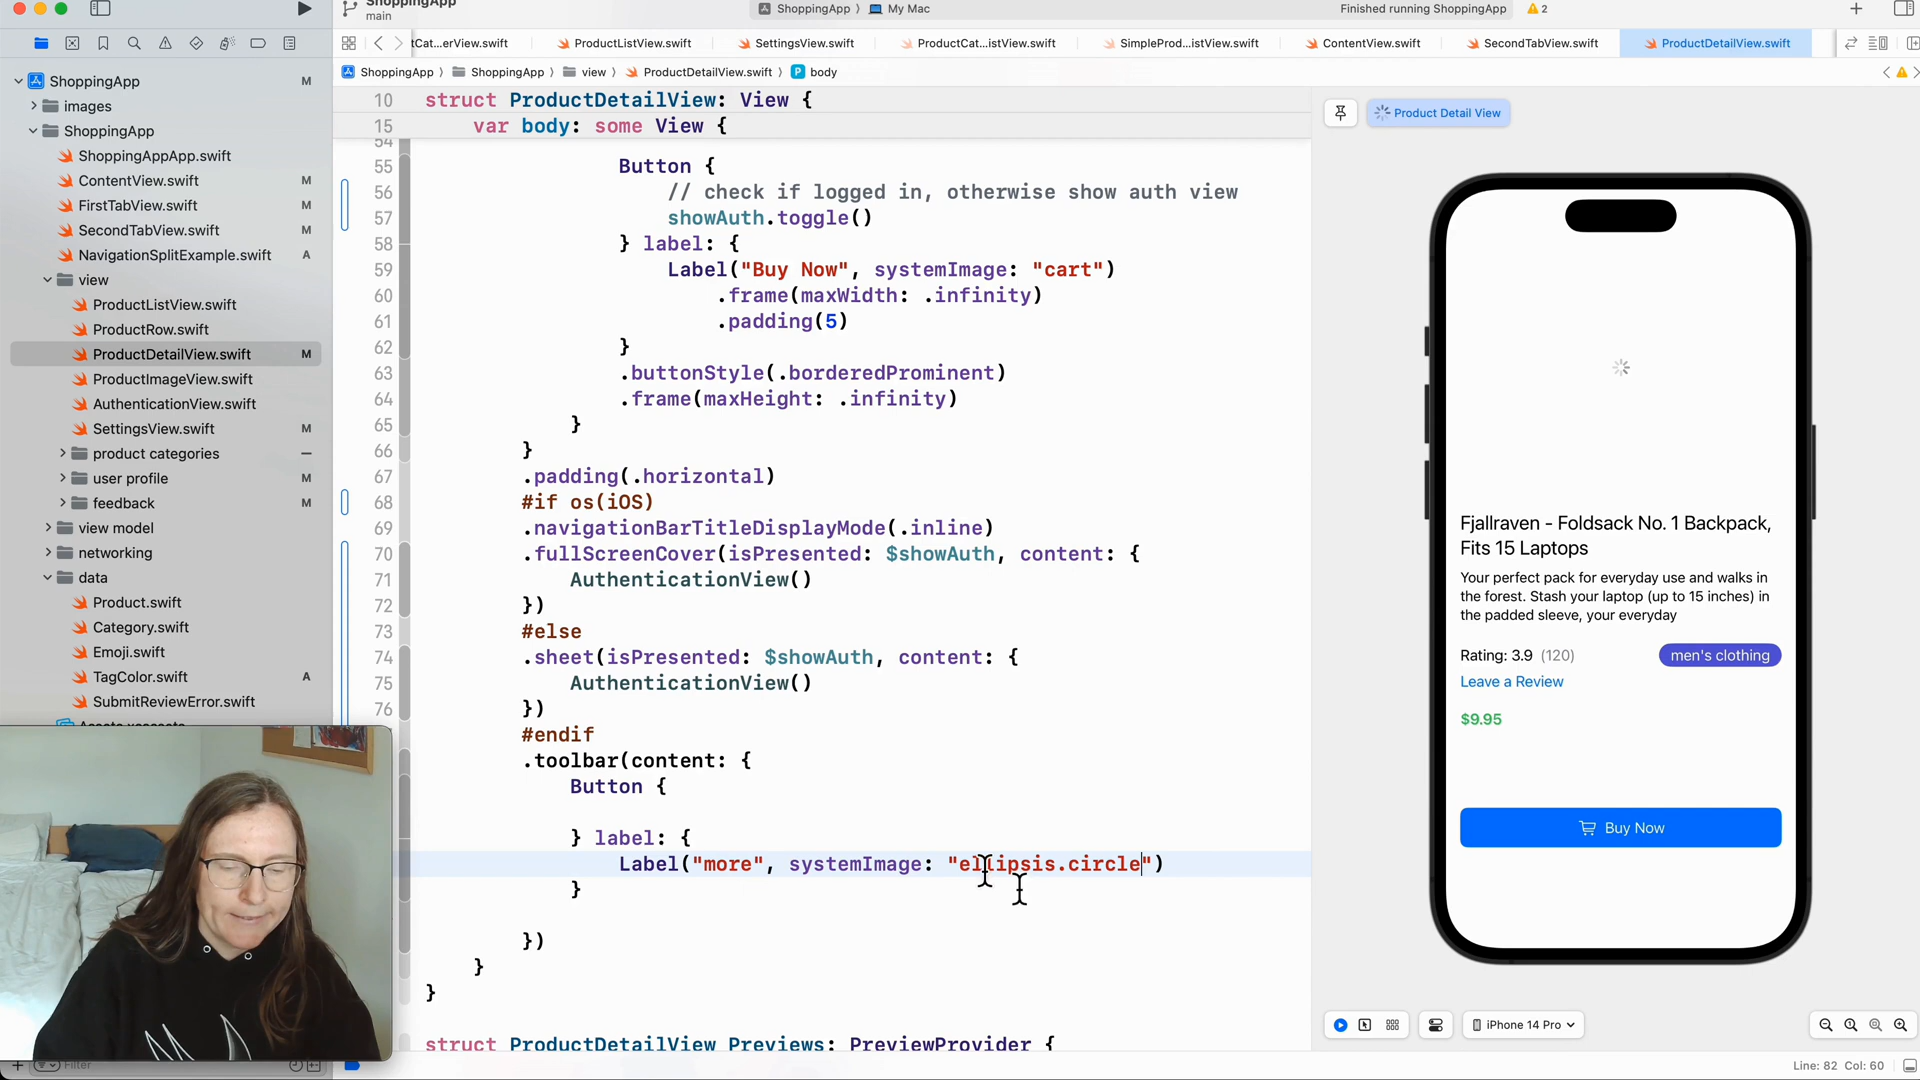 ShoppingApp
main
ShoppingApp
My Mac
Finished running ShoppingApp
2
tCat...erView.swift
ProductListView.swift
SettingsView.swift
ProductCat...istView.swift
SimpleProd...istView.swift
ContentView.swift
SecondTabView.swift
ProductDetailView.swift
ShoppingApp
ShoppingApp
view
ProductDetailView.swift
P
body
ShoppingApp M
images
ShoppingApp
ShoppingAppApp.swift
ContentView.swift M
FirstTabView.swift M
SecondTabView.swift M
NavigationSplitExample.swift A
view
ProductListView.swift
ProductRow.swift
ProductDetailView.swift M
ProductImageView.swift
AuthenticationView.swift
SettingsView.swift M
product categories
user profile M
feedback M
view model
networking
data
Product.swift
Category.swift
Emoji.swift
TagColor.swift A
SubmitReviewError.swift
Filter
10 struct ProductDetailView: View {
15 var body: some View {
54
55 Button {
56 // check if logged in, otherwise show auth view
57 showAuth.toggle()
58 } label: {
59 Label("Buy Now", systemImage: "cart")
60 .frame(maxWidth: .infinity)
61 .padding(5)
62 }
63 .buttonStyle(.borderedProminent)
64 .frame(maxHeight: .infinity)
65 }
66 }
67 .padding(.horizontal)
68 #if os(iOS)
69 .navigationBarTitleDisplayMode(.inline)
70 .fullScreenCover(isPresented: $showAuth, content: {
71 AuthenticationView()
72 })
73 #else
74 .sheet(isPresented: $showAuth, content: {
75 AuthenticationView()
76 })
#endif
.toolbar(content: {
Button {
} label: {
Label("more", systemImage: "ellipsis.circle")
}
})
}
}
struct ProductDetailView_Previews: PreviewProvider {
Product Detail View
Fjallraven - Foldsack No. 1 Backpack,
Fits 15 Laptops
Your perfect pack for everyday use and walks in
the forest. Stash your laptop (up to 15 inches) in
the padded sleeve, your everyday
Rating: 3.9 (120)
men's clothing
Leave a Review
$9.95
Buy Now
iPhone 14 Pro
Line: 82 Col: 60